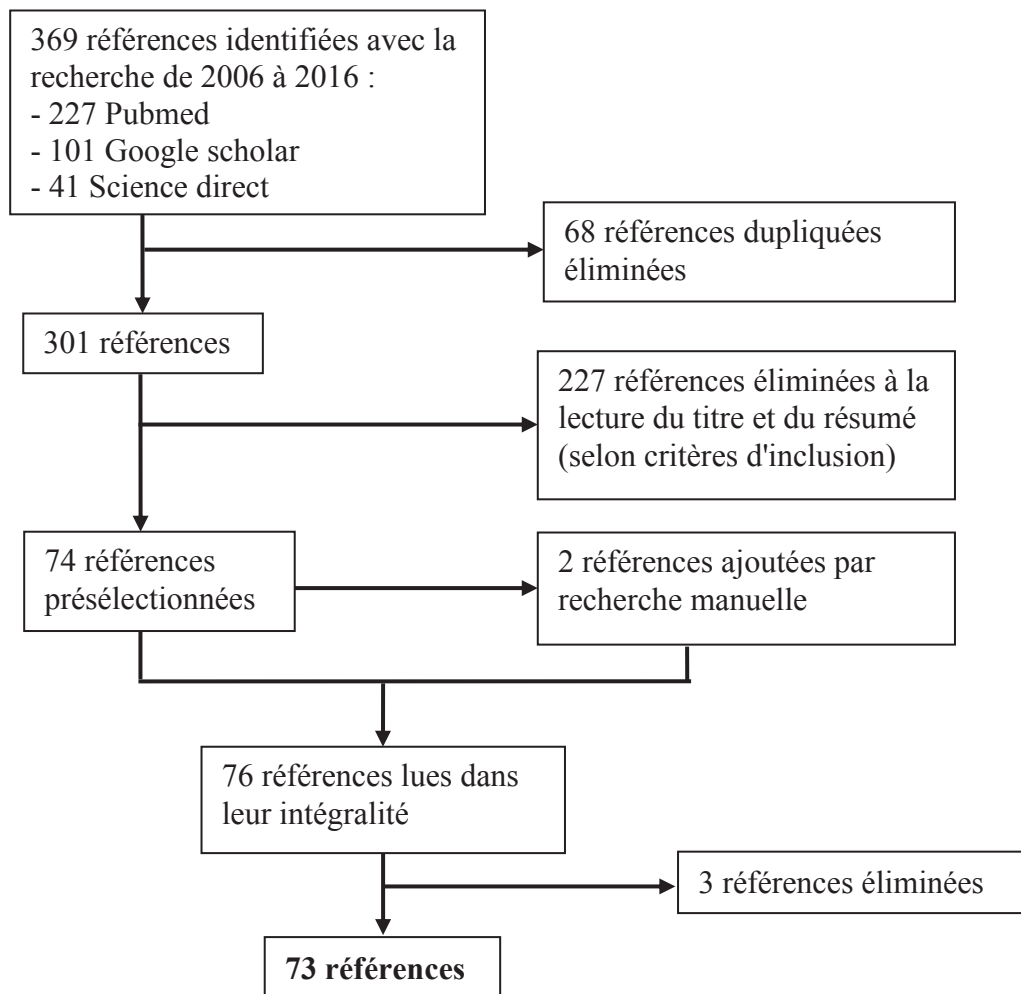 369 références identifiées avec la
recherche de 2006 à 2016 :
- 227 Pubmed
- 101 Google scholar
- 41 Science direct
68 références dupliquées
éliminées
301 références
227 références éliminées à la
lecture du titre et du résumé
(selon critères d'inclusion)
74 références
présélectionnées
2 références ajoutées par
recherche manuelle
76 références lues dans
leur intégralité
3 références éliminées
73 références